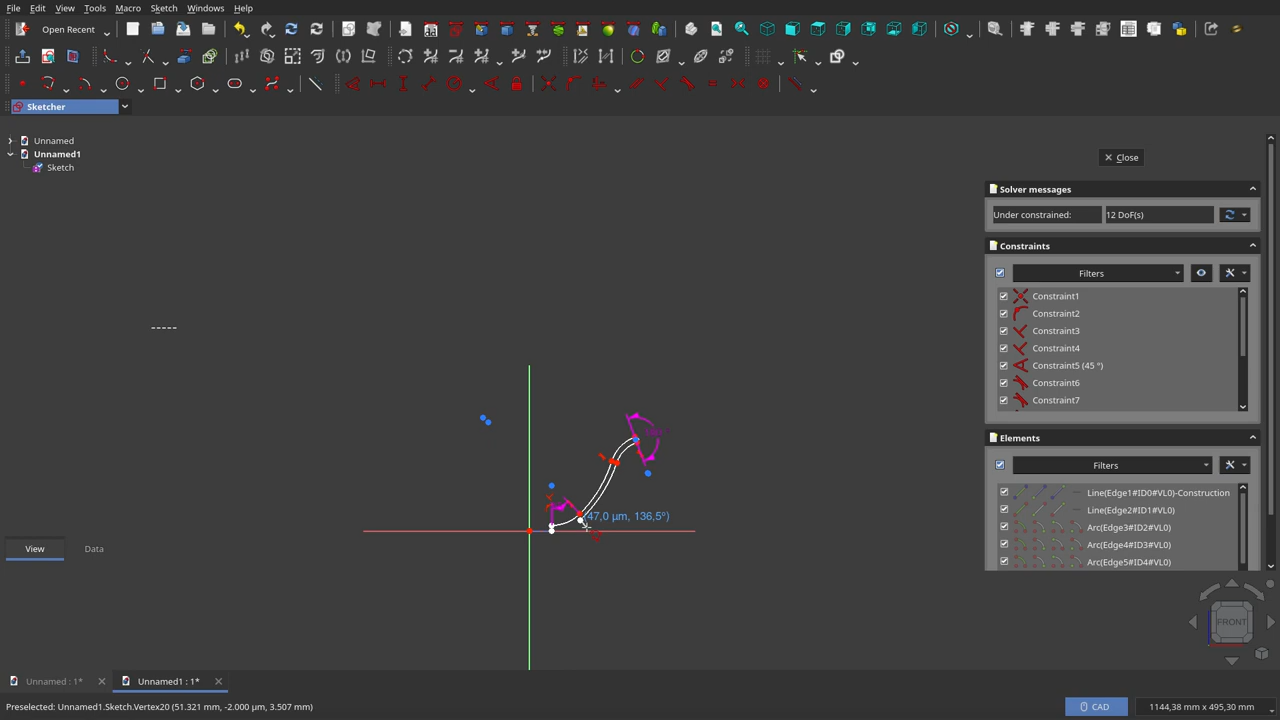 File Edit View Tools Sketch Macro Windows Help
Open Recent
Sketcher
Unnamed
Unnamed1
Sketch
Close
Solver messages
Under constrained: 12 DoF(s)
Constraints
Filters
Constraint1
Constraint2
Constraint3
Constraint4
Constraint5 (45 °)
Constraint6
Constraint7
Elements
Filters
Line(Edge1#ID0#VL0)-Construction
Line(Edge2#ID1#VL0)
Arc(Edge3#ID2#VL0)
Arc(Edge4#ID3#VL0)
Arc(Edge5#ID4#VL0)
47,0 µm, 136,5°)
View Data
FRONT
Unnamed : 1* Unnamed1 : 1*
Preselected: Unnamed1.Sketch.Vertex20 (51.321 mm, -2.000 µm, 3.507 mm) CAD 1144,38 mm x 495,30 mm